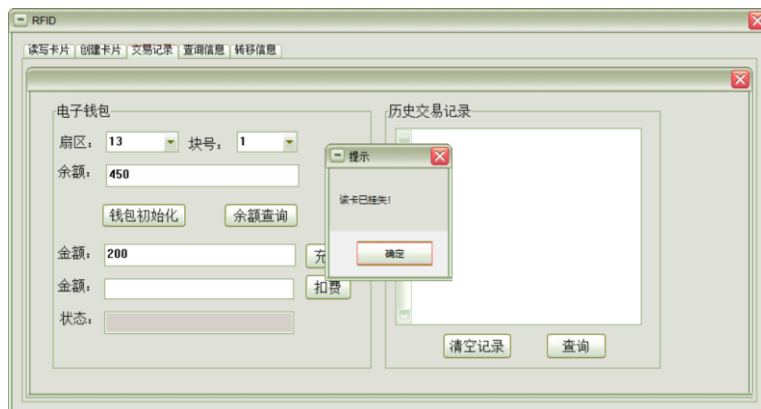 RFID
读写卡片 创建卡片 交易记录 查询信息 转移信息
电子钱包
历史交易记录
扇区： 13 块号： 1
余额： 450
钱包初始化 余额查询
金额： 200 充
金额： 扣费
状态：
清空记录 查询
提示
该卡已挂失!
确定